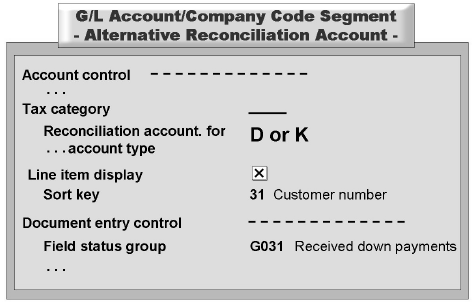 G/L Account/Company Code Segment
- Alternative Reconciliation Account -
Account control - - - - - - - - - - - - - -
. . .
Tax category ____
Reconciliation account. for D or K
. . . account type
Line item display ☒
Sort key 31 Customer number
Document entry control - - - - - - - - - - - - -
Field status group G031 Received down payments
...